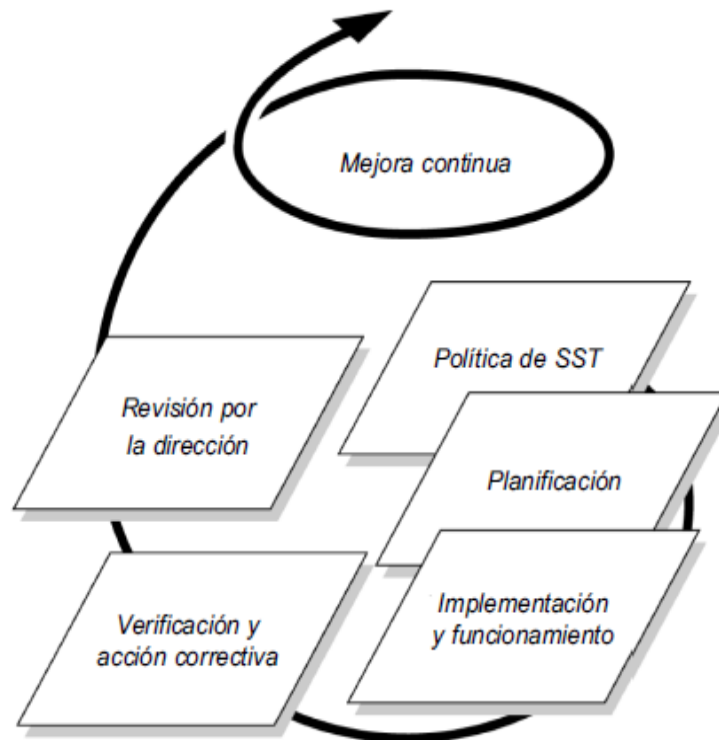 Mejora continua
Política de SST
Planificación
Implementación
y funcionamiento
Verificación y
acción correctiva
Revisión por
la dirección